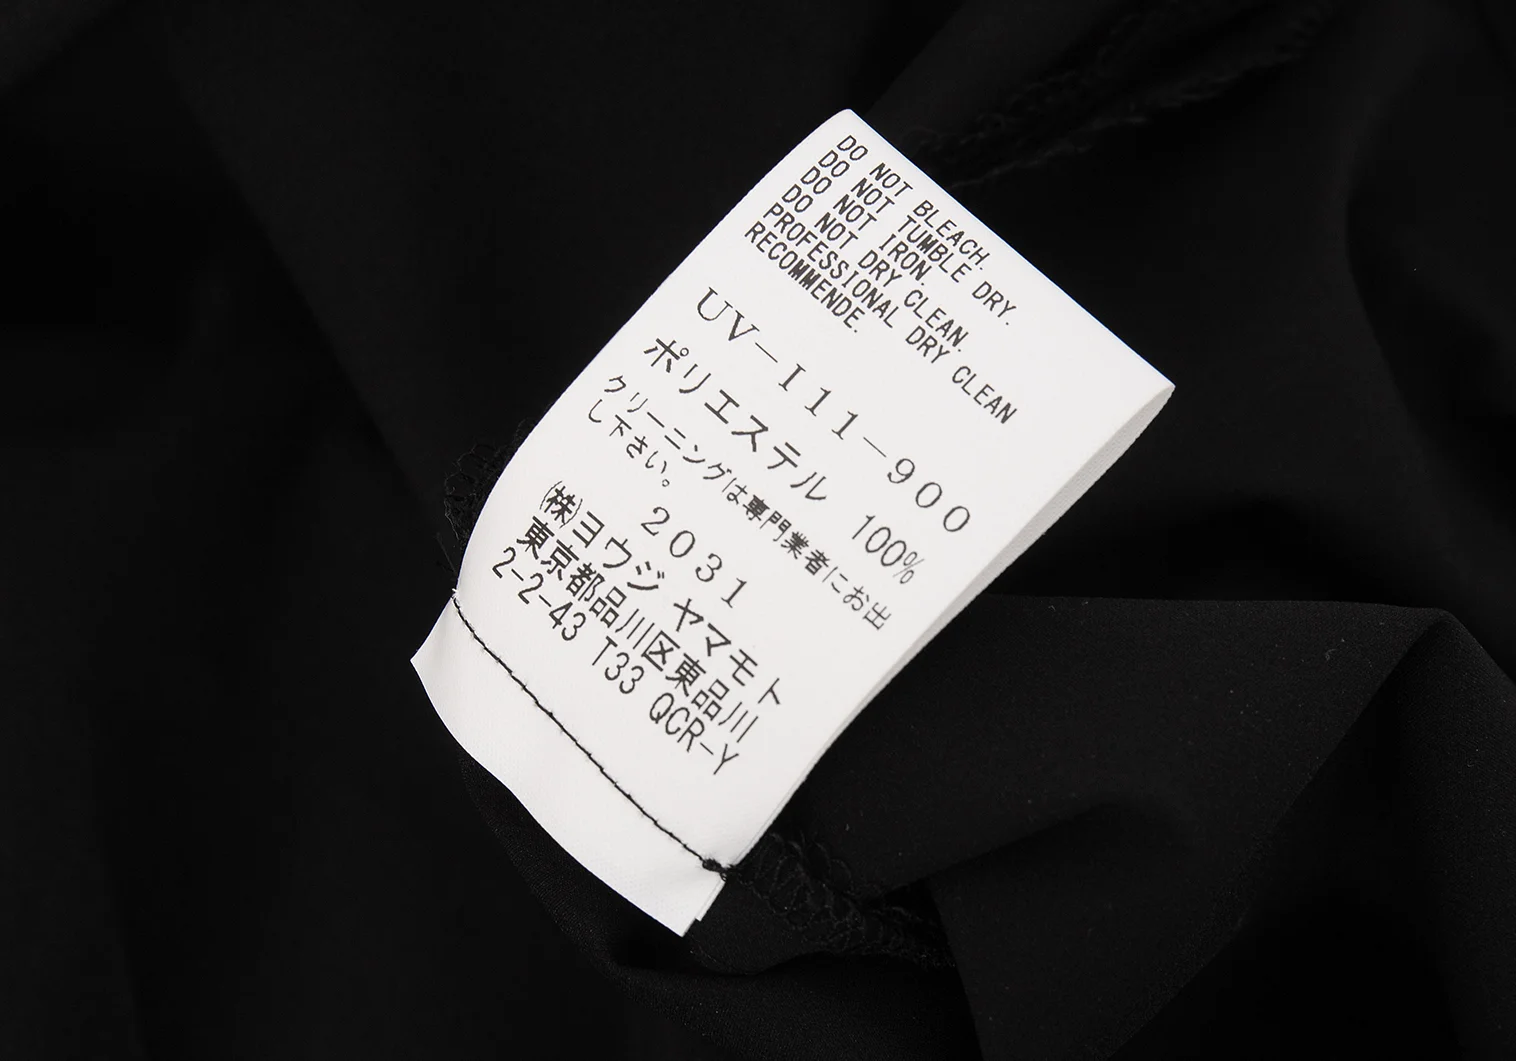 DO NOT BLEACH.
DO NOT TUMBLE DRY.
DO NOT IRON.
DO NOT DRY CLEAN.
PROFESSIONAL DRY CLEAN
RECOMMENDE.
UV-I11-900
ポリエステル 100%
クリーニングは専門業者にお出
し下さい。
2031
(株)ヨウジ ヤマモト
東京都品川区東品川
2-2-43 T33 QCR-Y